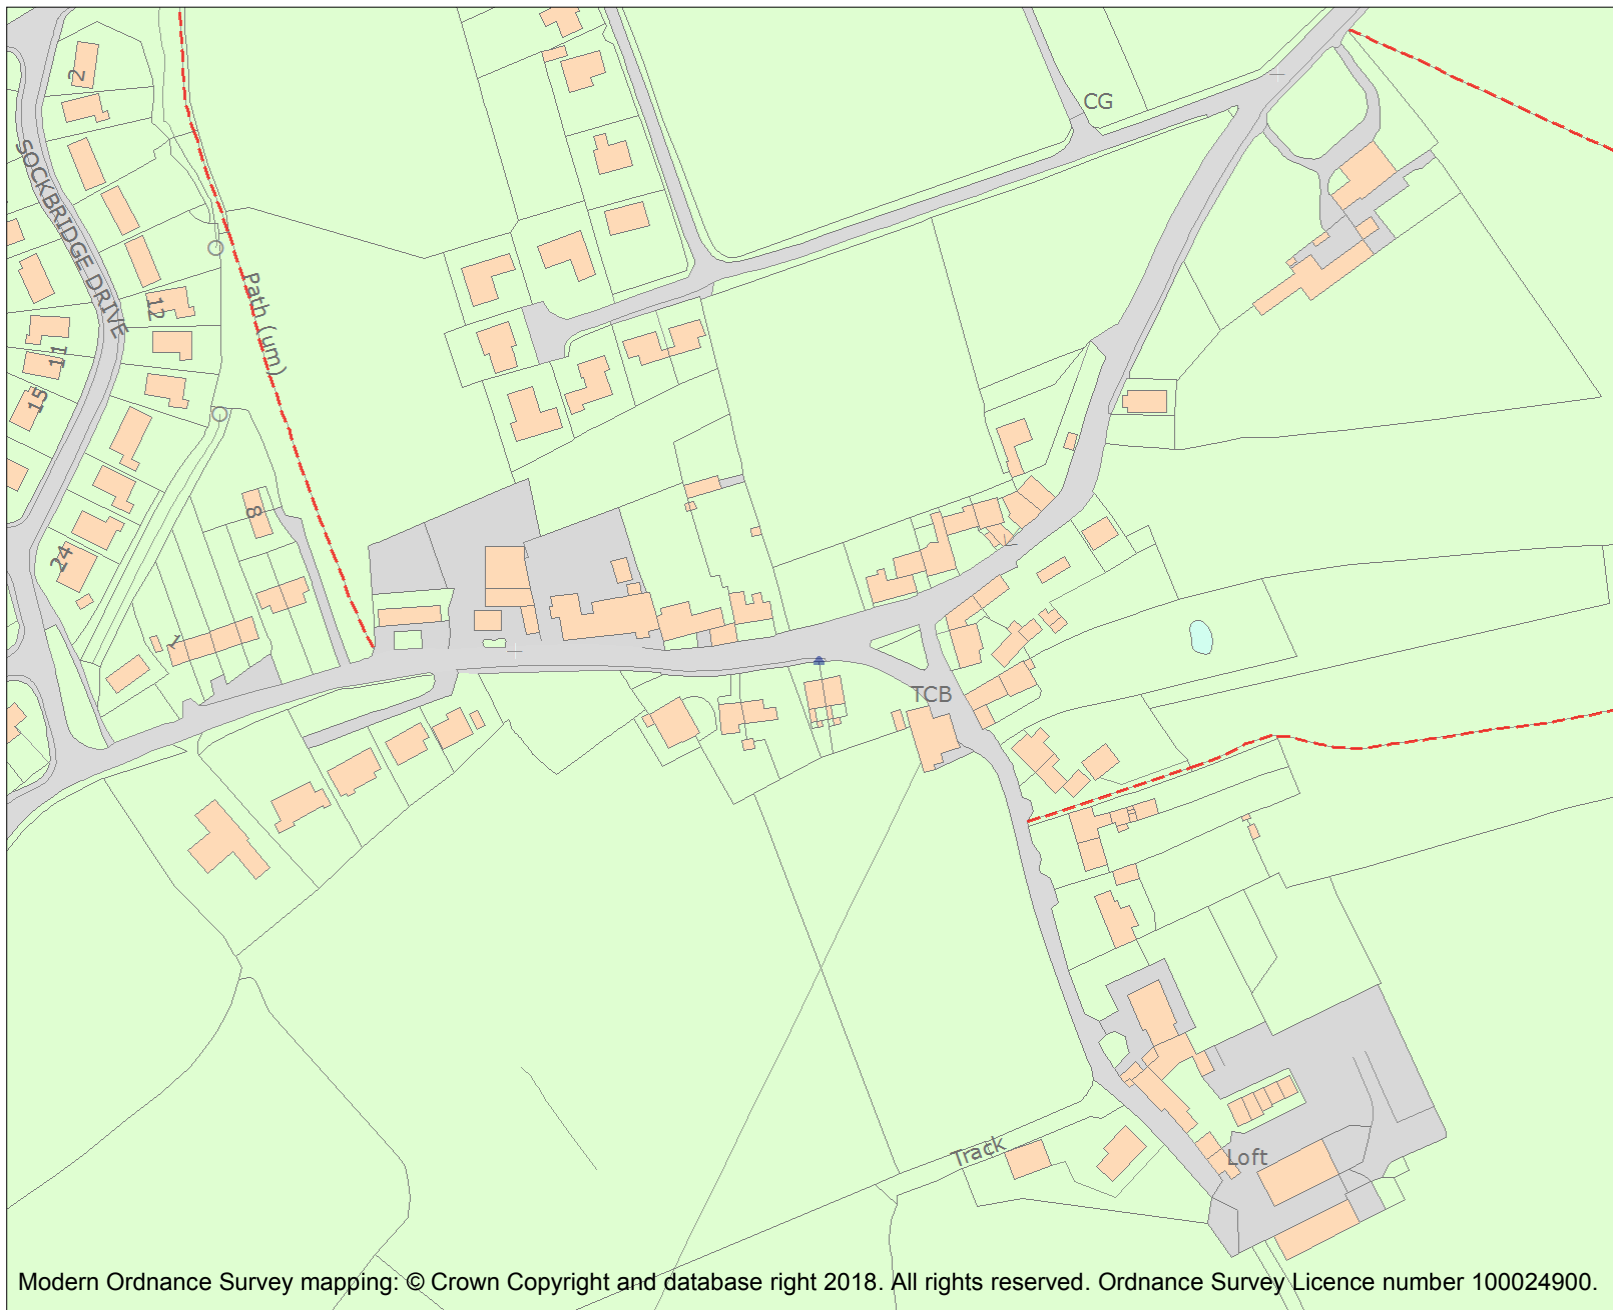 2
CG
SOCKBRIDGE DRIVE
Path (um)
12
11
15
8
24
1
TCB
Track
Loft
Modern Ordnance Survey mapping: © Crown Copyright and database right 2018. All rights reserved. Ordnance Survey Licence number 100024900.